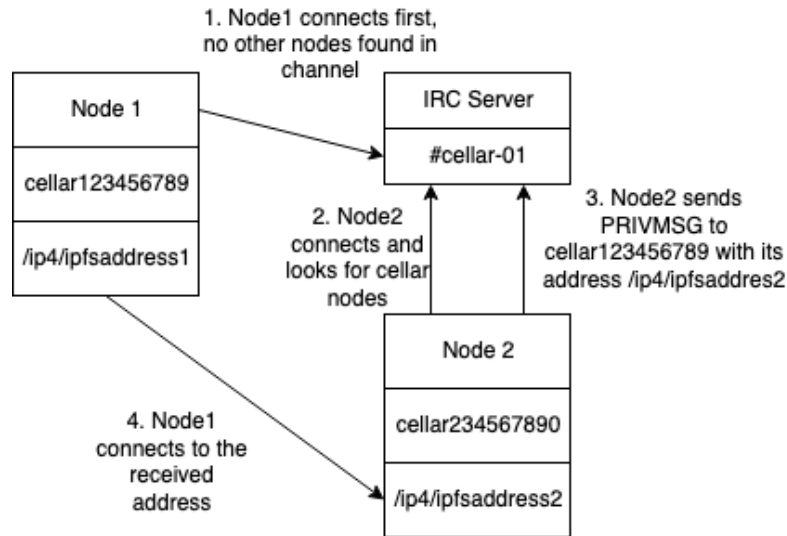 1. Node1 connects first,
no other nodes found in
channel
Node 1
cellar123456789
/ip4/ipfsaddress1
IRC Server
#cellar-01
2. Node2
connects and
looks for cellar
nodes
3. Node2 sends
PRIVMSG to
cellar123456789 with its
address /ip4/ipfsaddres2
Node 2
cellar234567890
/ip4/ipfsaddress2
4. Node1
connects to the
received
address